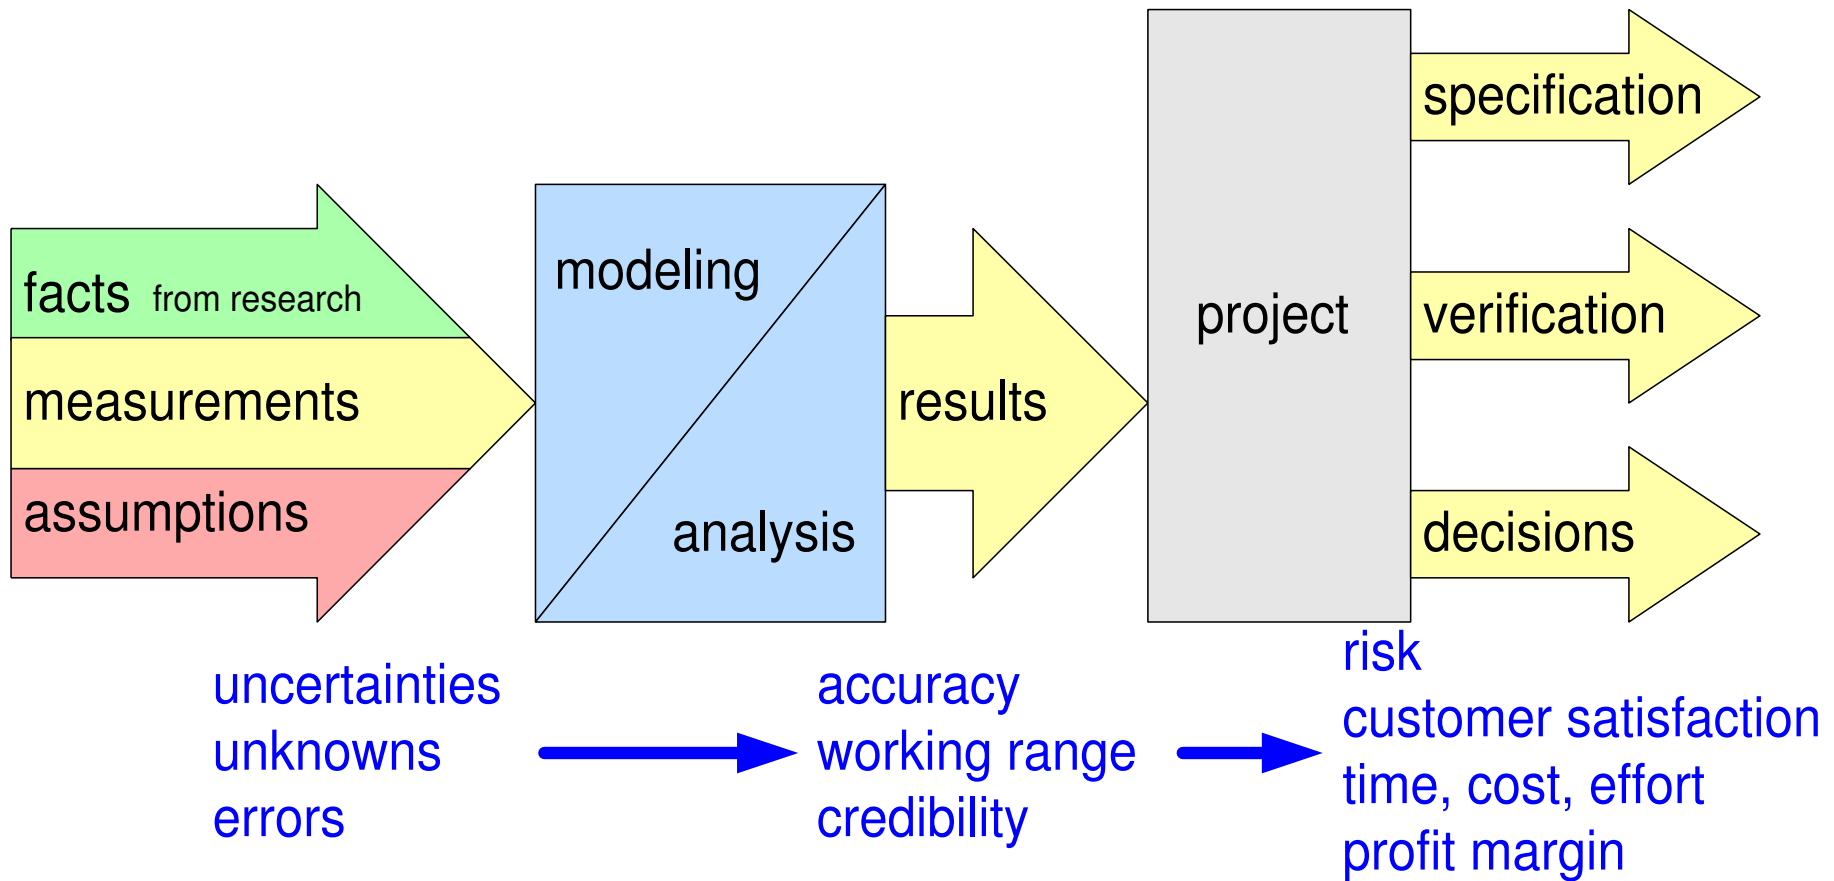 facts from research
measurements
assumptions
modeling
analysis
results
project
specification
verification
decisions
uncertainties
unknowns
errors
accuracy
working range
credibility
risk
customer satisfaction
time, cost, effort
profit margin